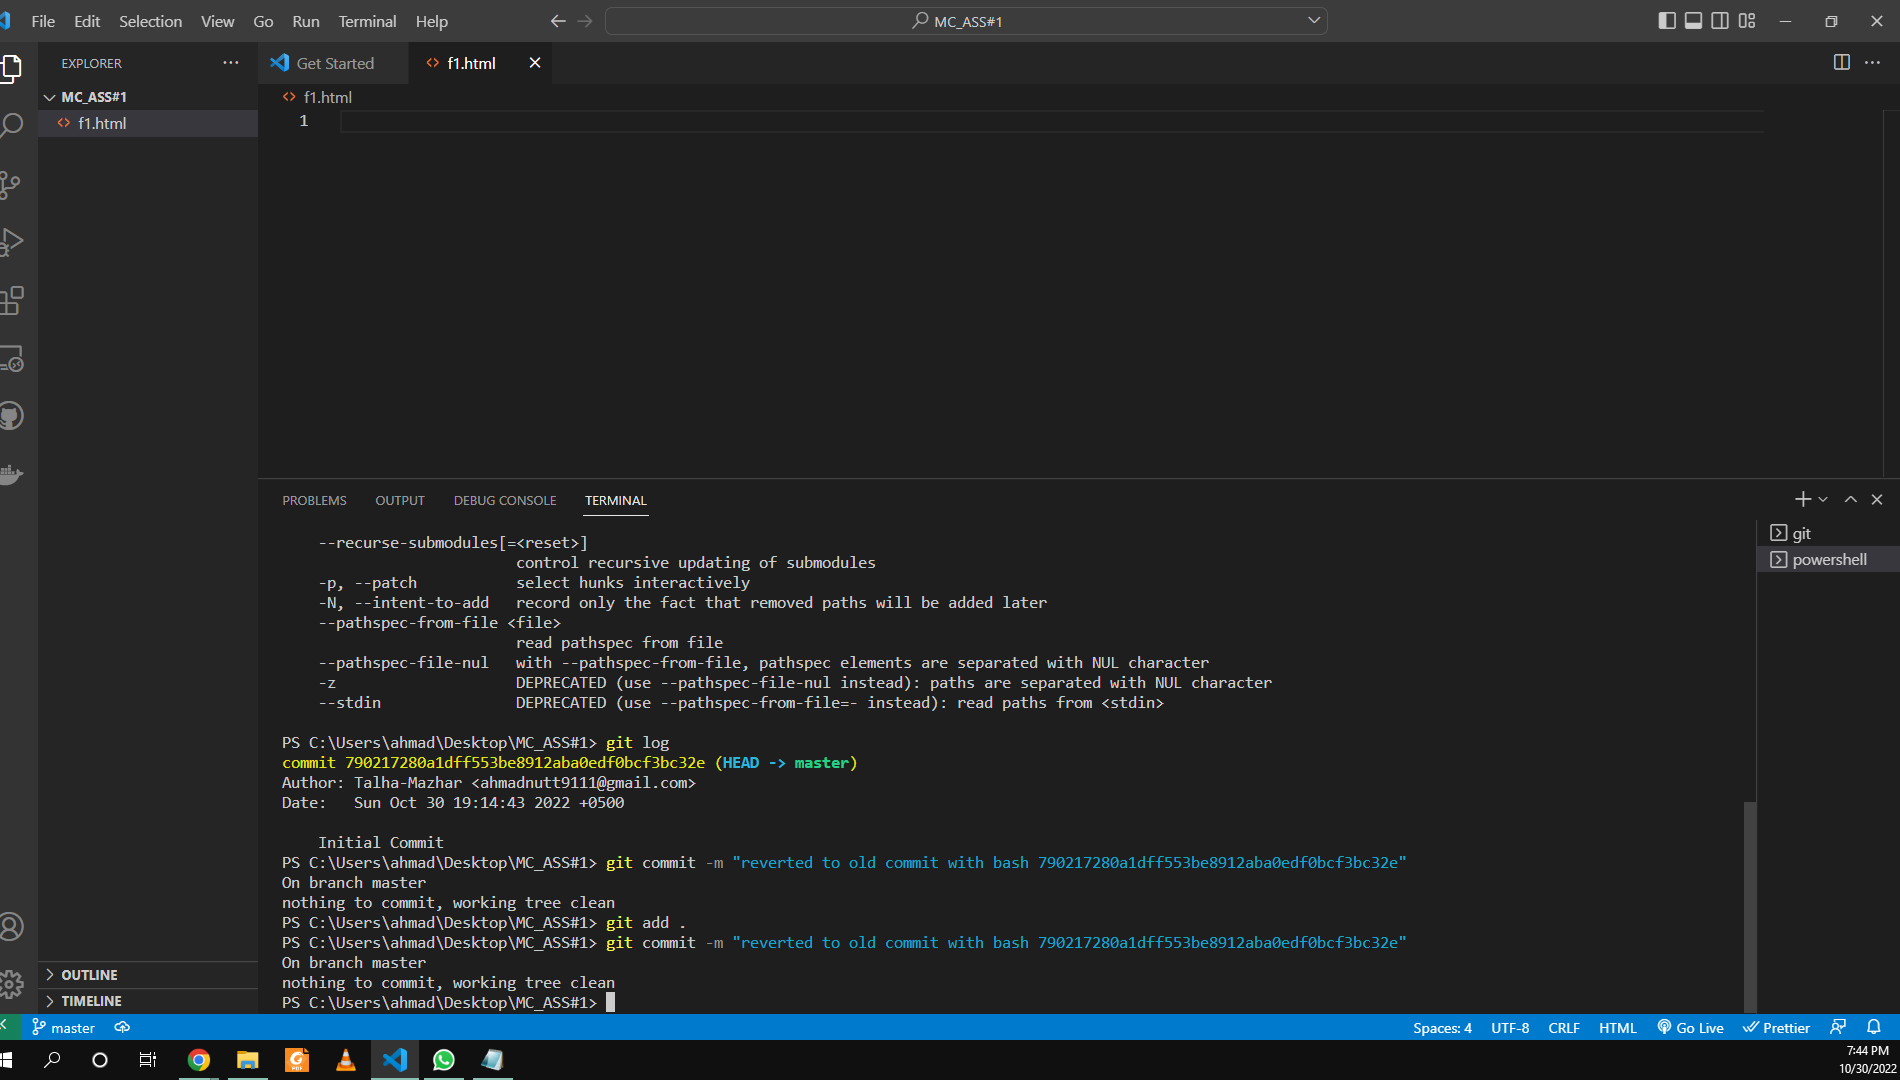 File Edit Selection View Go Run Terminal Help
MC_ASS#1
EXPLORER
Get Started
f1.html
MC_ASS#1
f1.html
f1.html
1
PROBLEMS OUTPUT DEBUG CONSOLE TERMINAL
git
powershell
--recurse-submodules[=<reset>]
control recursive updating of submodules
-p, --patch select hunks interactively
-N, --intent-to-add record only the fact that removed paths will be added later
--pathspec-from-file <file>
read pathspec from file
--pathspec-file-nul with --pathspec-from-file, pathspec elements are separated with NUL character
-z DEPRECATED (use --pathspec-file-nul instead): paths are separated with NUL character
--stdin DEPRECATED (use --pathspec-from-file=- instead): read paths from <stdin>
PS C:\Users\ahmad\Desktop\MC_ASS#1> git log
commit 790217280a1dff553be8912aba0edf0bcf3bc32e (HEAD -> master)
Author: Talha-Mazhar <ahmadnutt9111@gmail.com>
Date: Sun Oct 30 19:14:43 2022 +0500
Initial Commit
PS C:\Users\ahmad\Desktop\MC_ASS#1> git commit -m "reverted to old commit with bash 790217280a1dff553be8912aba0edf0bcf3bc32e"
On branch master
nothing to commit, working tree clean
PS C:\Users\ahmad\Desktop\MC_ASS#1> git add .
PS C:\Users\ahmad\Desktop\MC_ASS#1> git commit -m "reverted to old commit with bash 790217280a1dff553be8912aba0edf0bcf3bc32e"
On branch master
nothing to commit, working tree clean
PS C:\Users\ahmad\Desktop\MC_ASS#1>
OUTLINE
TIMELINE
master
Spaces: 4 UTF-8 CRLF HTML Go Live Prettier
7:44 PM
10/30/2022